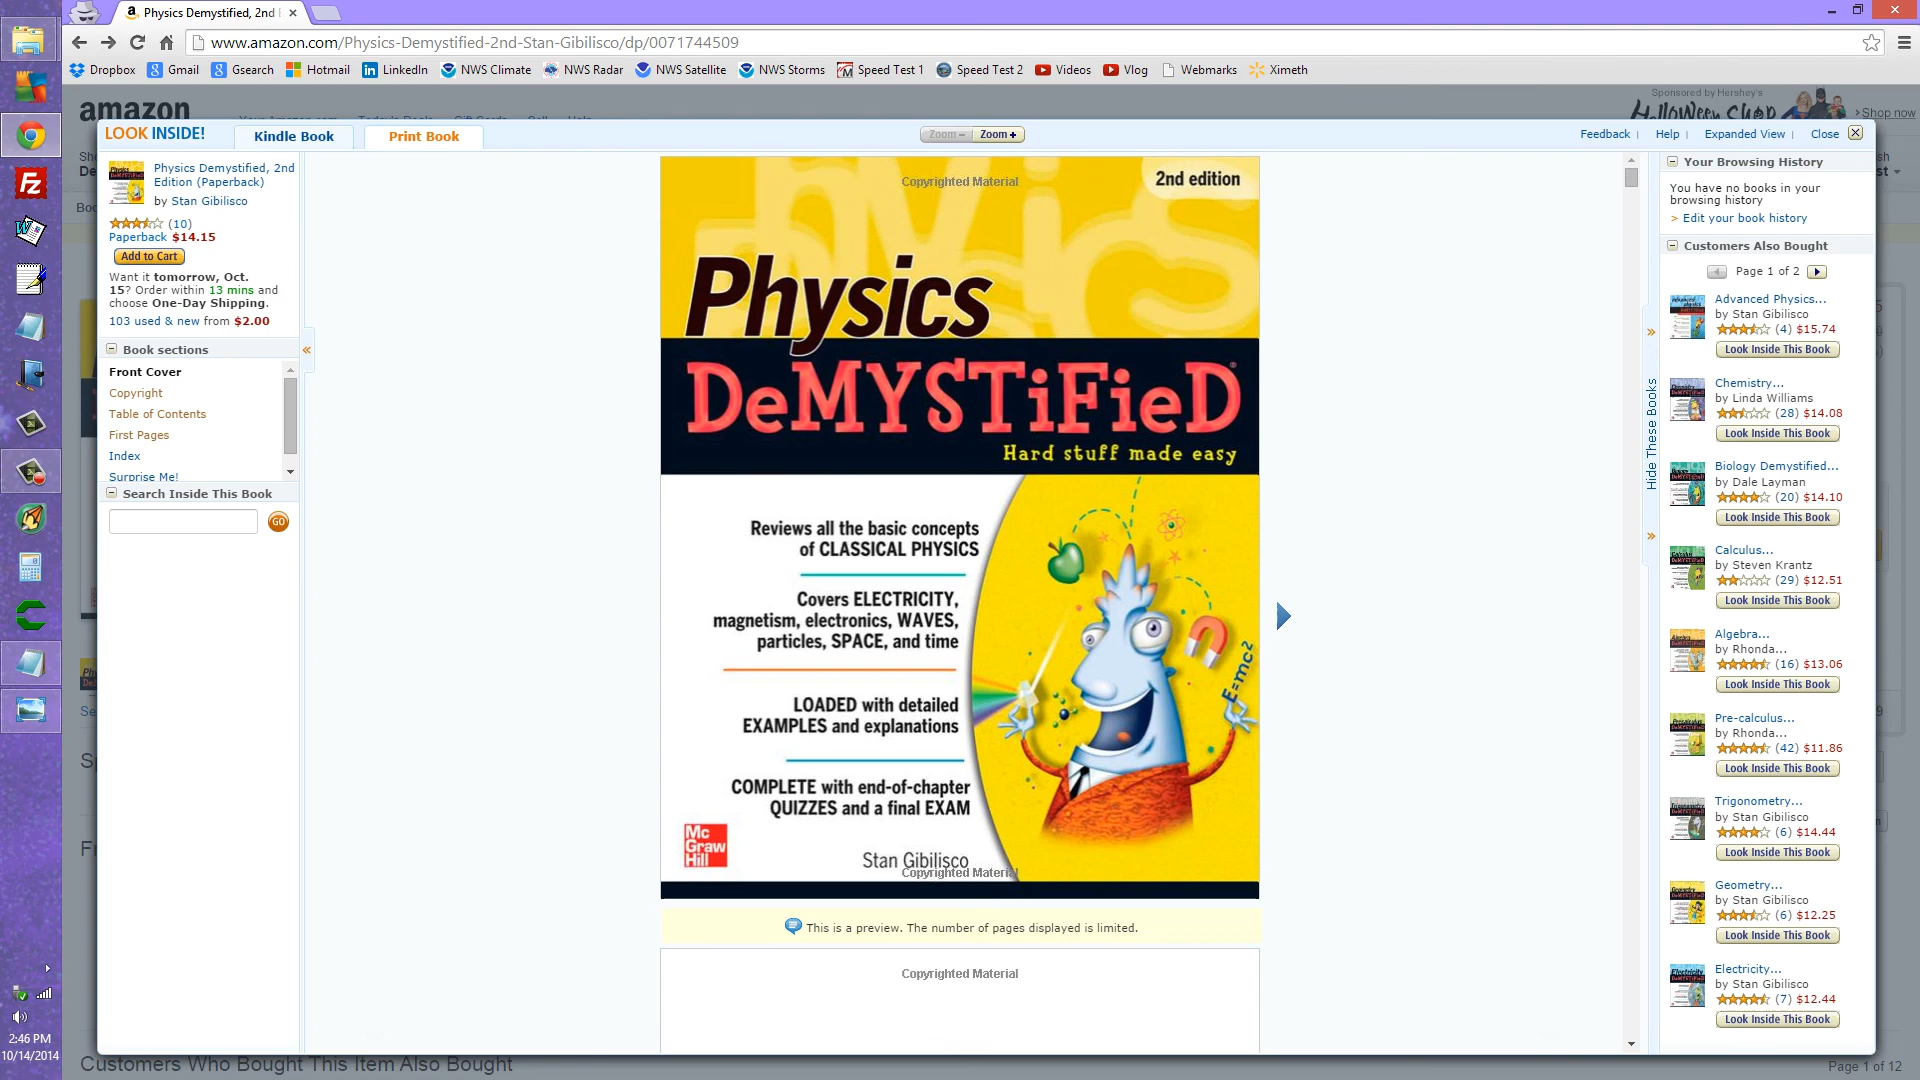 Physics Demystified, 2nd E
www.amazon.com/Physics-Demystified-2nd-Stan-Gibilisco/dp/0071744509
Dropbox
Gmail
Gsearch
Hotmail
LinkedIn
NWS Climate
NWS Radar
NWS Satellite
NWS Storms
Speed Test 1
Speed Test 2
Videos
Vlog
Webmarks
Ximeth
amazon
Sponsored by Hershey's
Halloween Shop
Shop now
LOOK INSIDE!
Kindle Book
Print Book
Zoom −
Zoom +
Feedback
Help
Expanded View
Close
Physics Demystified, 2nd
Edition (Paperback)
by Stan Gibilisco
(10)
Paperback $14.15
Add to Cart
Want it tomorrow, Oct.
15? Order within 13 mins and
choose One-Day Shipping.
103 used & new from $2.00
Book sections
Front Cover
Copyright
Table of Contents
First Pages
Index
Surprise Me!
Search Inside This Book
GO
Copyrighted Material
2nd edition
Physics
DeMYSTiFieD®
Hard stuff made easy
Reviews all the basic concepts
of CLASSICAL PHYSICS
Covers ELECTRICITY,
magnetism, electronics, WAVES,
particles, SPACE, and time
LOADED with detailed
EXAMPLES and explanations
COMPLETE with end-of-chapter
QUIZZES and a final EXAM
E=mc²
Mc
Graw
Hill
Stan Gibilisco
Copyrighted Material
This is a preview. The number of pages displayed is limited.
Copyrighted Material
Hide These Books
Your Browsing History
You have no books in your
browsing history
> Edit your book history
Customers Also Bought
Page 1 of 2
Advanced Physics...
by Stan Gibilisco
(4) $15.74
Look Inside This Book
Chemistry...
by Linda Williams
(28) $14.08
Look Inside This Book
Biology Demystified...
by Dale Layman
(20) $14.10
Look Inside This Book
Calculus...
by Steven Krantz
(29) $12.51
Look Inside This Book
Algebra...
by Rhonda...
(16) $13.06
Look Inside This Book
Pre-calculus...
by Rhonda...
(42) $11.86
Look Inside This Book
Trigonometry...
by Stan Gibilisco
(6) $14.44
Look Inside This Book
Geometry...
by Stan Gibilisco
(6) $12.25
Look Inside This Book
Electricity...
by Stan Gibilisco
(7) $12.44
Look Inside This Book
Customers Who Bought This Item Also Bought
Page 1 of 12
2:46 PM
10/14/2014